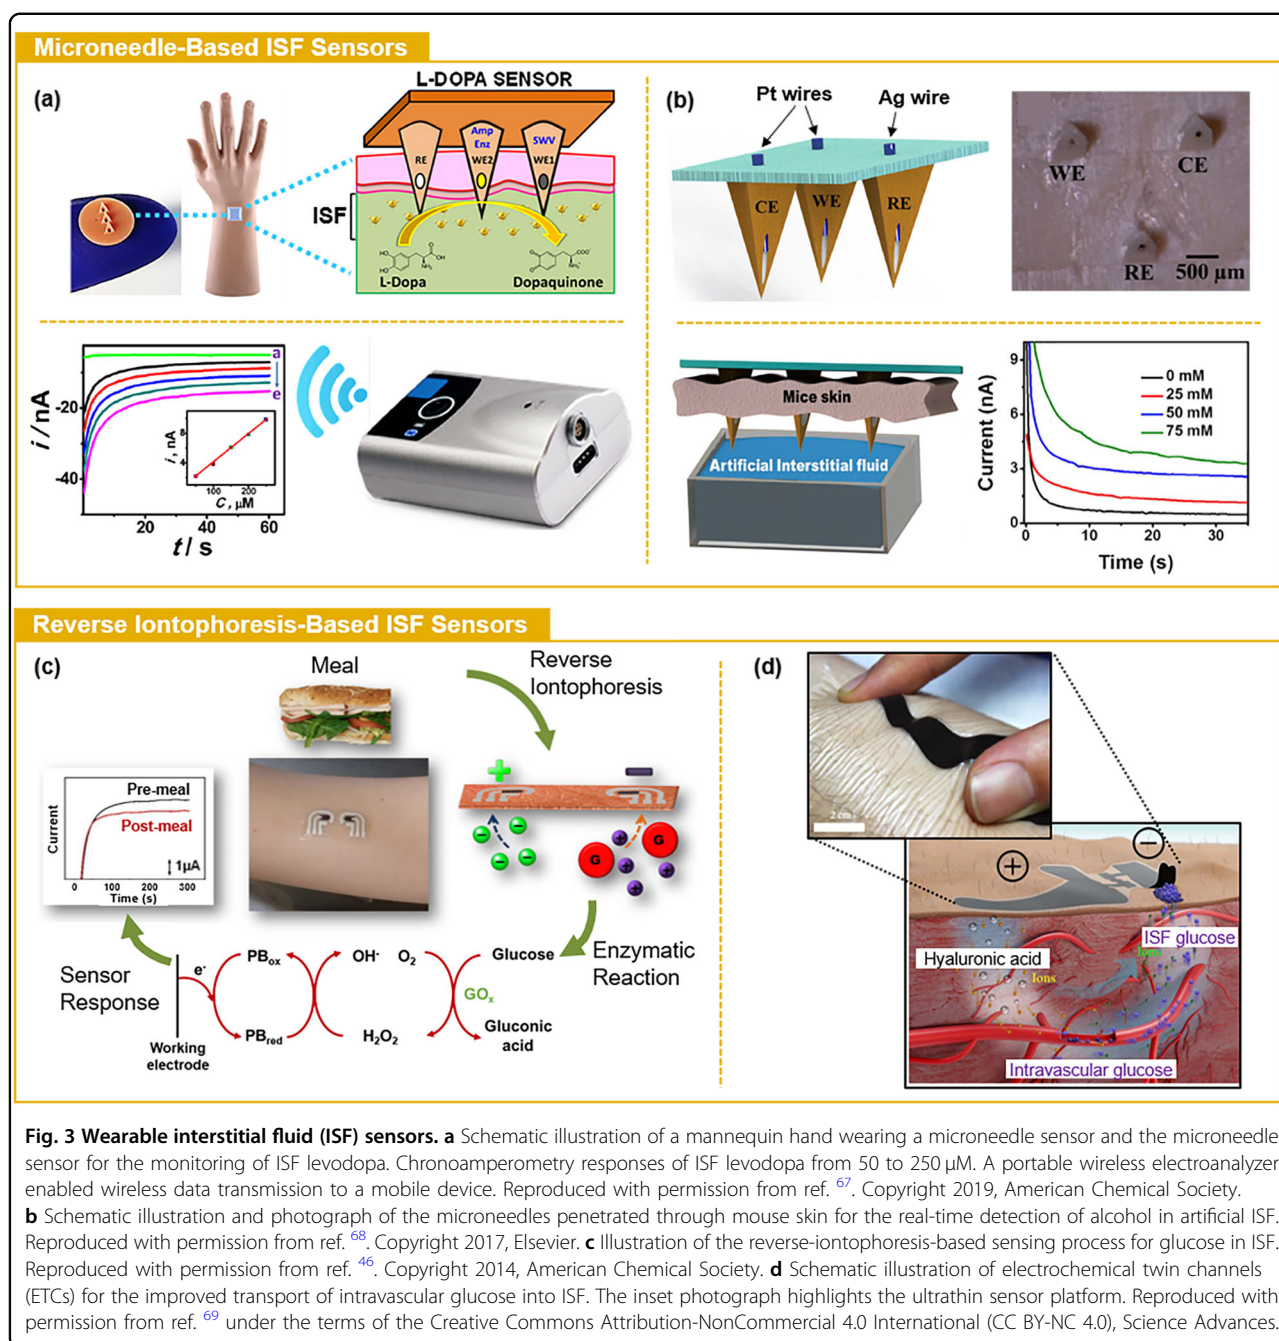 Microneedle-Based ISF Sensors
(a)
L-DOPA SENSOR
Amp
Enz
SWV
RE
WE2
WE1
ISF
L-Dopa
Dopaquinone
OH
NH₂
HO
HO
COO⁻
NH₃⁺
O
O
i / nA
-20
-40
20
40
60
t / s
a
e
i, nA
8
4
100
200
C, μM
(b)
Pt wires
Ag wire
CE
WE
RE
WE
CE
RE
500 μm
Mice skin
Artificial Interstitial fluid
Current (nA)
9
6
3
0
0
10
20
30
Time (s)
0 mM
25 mM
50 mM
75 mM
Reverse Iontophoresis-Based ISF Sensors
(c)
Meal
Reverse
Iontophoresis
+
−
G
G
Pre-meal
Post-meal
1μA
Current
0
100
200
300
Time (s)
Sensor
Response
Enzymatic
Reaction
e-
PBox
PBred
OH-
O₂
H₂O₂
Glucose
GOx
Gluconic
acid
Working
electrode
(d)
2 cm
+
−
ISF glucose
Ions
Hyaluronic acid
Ions
Intravascular glucose
Fig. 3 Wearable interstitial fluid (ISF) sensors. a Schematic illustration of a mannequin hand wearing a microneedle sensor and the microneedle
sensor for the monitoring of ISF levodopa. Chronoamperometry responses of ISF levodopa from 50 to 250 μM. A portable wireless electroanalyzer
enabled wireless data transmission to a mobile device. Reproduced with permission from ref. 67. Copyright 2019, American Chemical Society.
b Schematic illustration and photograph of the microneedles penetrated through mouse skin for the real-time detection of alcohol in artificial ISF.
Reproduced with permission from ref. 68. Copyright 2017, Elsevier. c Illustration of the reverse-iontophoresis-based sensing process for glucose in ISF.
Reproduced with permission from ref. 46. Copyright 2014, American Chemical Society. d Schematic illustration of electrochemical twin channels
(ETCs) for the improved transport of intravascular glucose into ISF. The inset photograph highlights the ultrathin sensor platform. Reproduced with
permission from ref. 69 under the terms of the Creative Commons Attribution-NonCommercial 4.0 International (CC BY-NC 4.0), Science Advances.